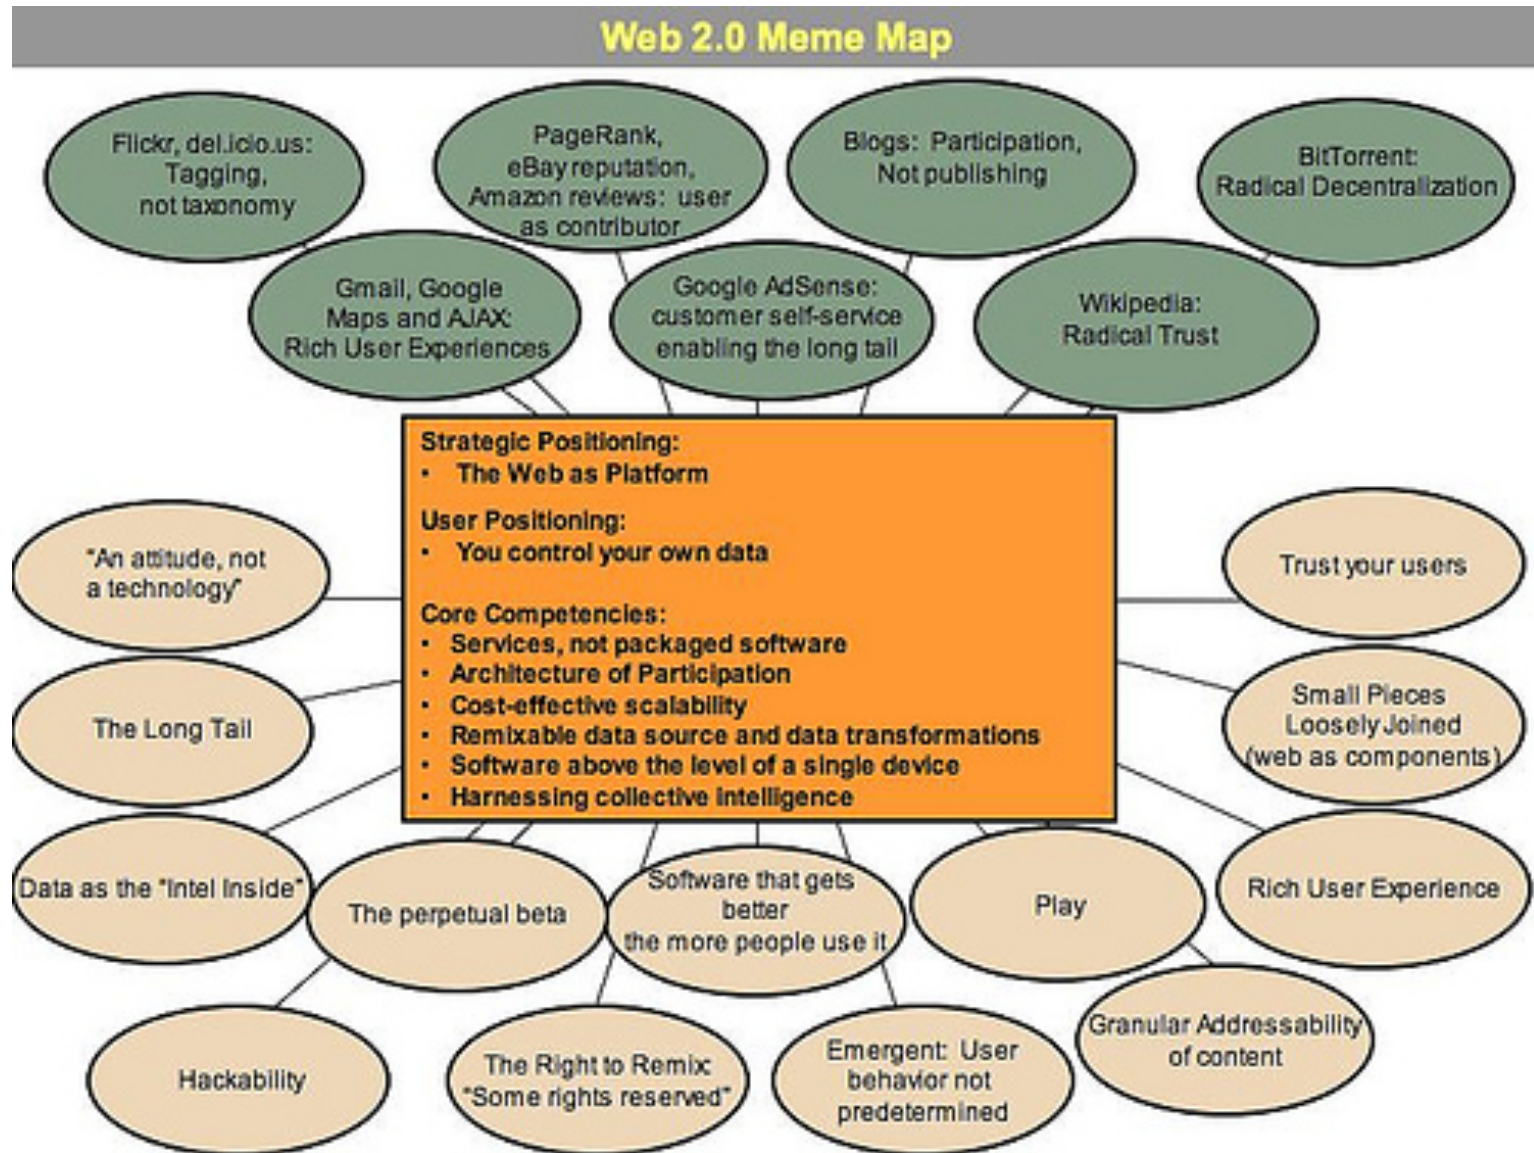 Web 2.0 Meme Map
Flickr, del.icio.us:
Tagging,
not taxonomy
PageRank,
eBay reputation,
Amazon reviews: user
as contributor
Blogs: Participation,
Not publishing
BitTorrent:
Radical Decentralization
Gmail, Google
Maps and AJAX:
Rich User Experiences
Google AdSense:
customer self-service
enabling the long tail
Wikipedia:
Radical Trust
Strategic Positioning:
• The Web as Platform
User Positioning:
• You control your own data
Core Competencies:
• Services, not packaged software
• Architecture of Participation
• Cost-effective scalability
• Remixable data source and data transformations
• Software above the level of a single device
• Harnessing collective intelligence
"An attitude, not
a technology"
The Long Tail
Data as the "Intel Inside"
Trust your users
Small Pieces
Loosely Joined
(web as components)
Rich User Experience
The perpetual beta
Software that gets
better
the more people use it
Play
Hackability
The Right to Remix:
"Some rights reserved"
Emergent: User
behavior not
predetermined
Granular Addressability
of content